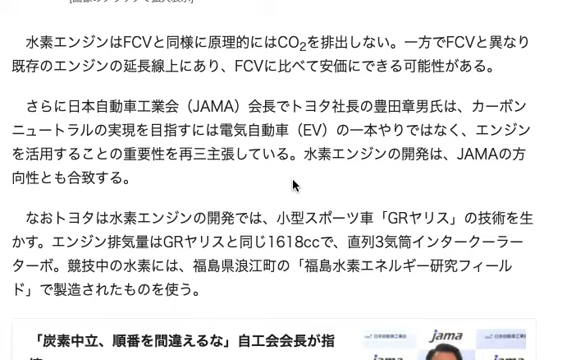 水素エンジンはFCVと同様に原理的にはCO2を排出しない。一方でFCVと異なり
既存のエンジンの延長線上にあり、FCVに比べて安価にできる可能性がある。
さらに日本自動車工業会（JAMA）会長でトヨタ社長の豊田章男氏は、カーボン
ニュートラルの実現を目指すには電気自動車（EV）の一本やりではなく、エンジン
を活用することの重要性を再三主張している。水素エンジンの開発は、JAMAの方
向性とも合致する。
なおトヨタは水素エンジンの開発では、小型スポーツ車「GRヤリス」の技術を生
かす。エンジン排気量はGRヤリスと同じ1618ccで、直列3気筒インタークーラー
ターボ。競技中の水素には、福島県浪江町の「福島水素エネルギー研究フィール
ド」で製造されたものを使う。
「炭素中立、順番を間違えるな」自工会会長が指
jama